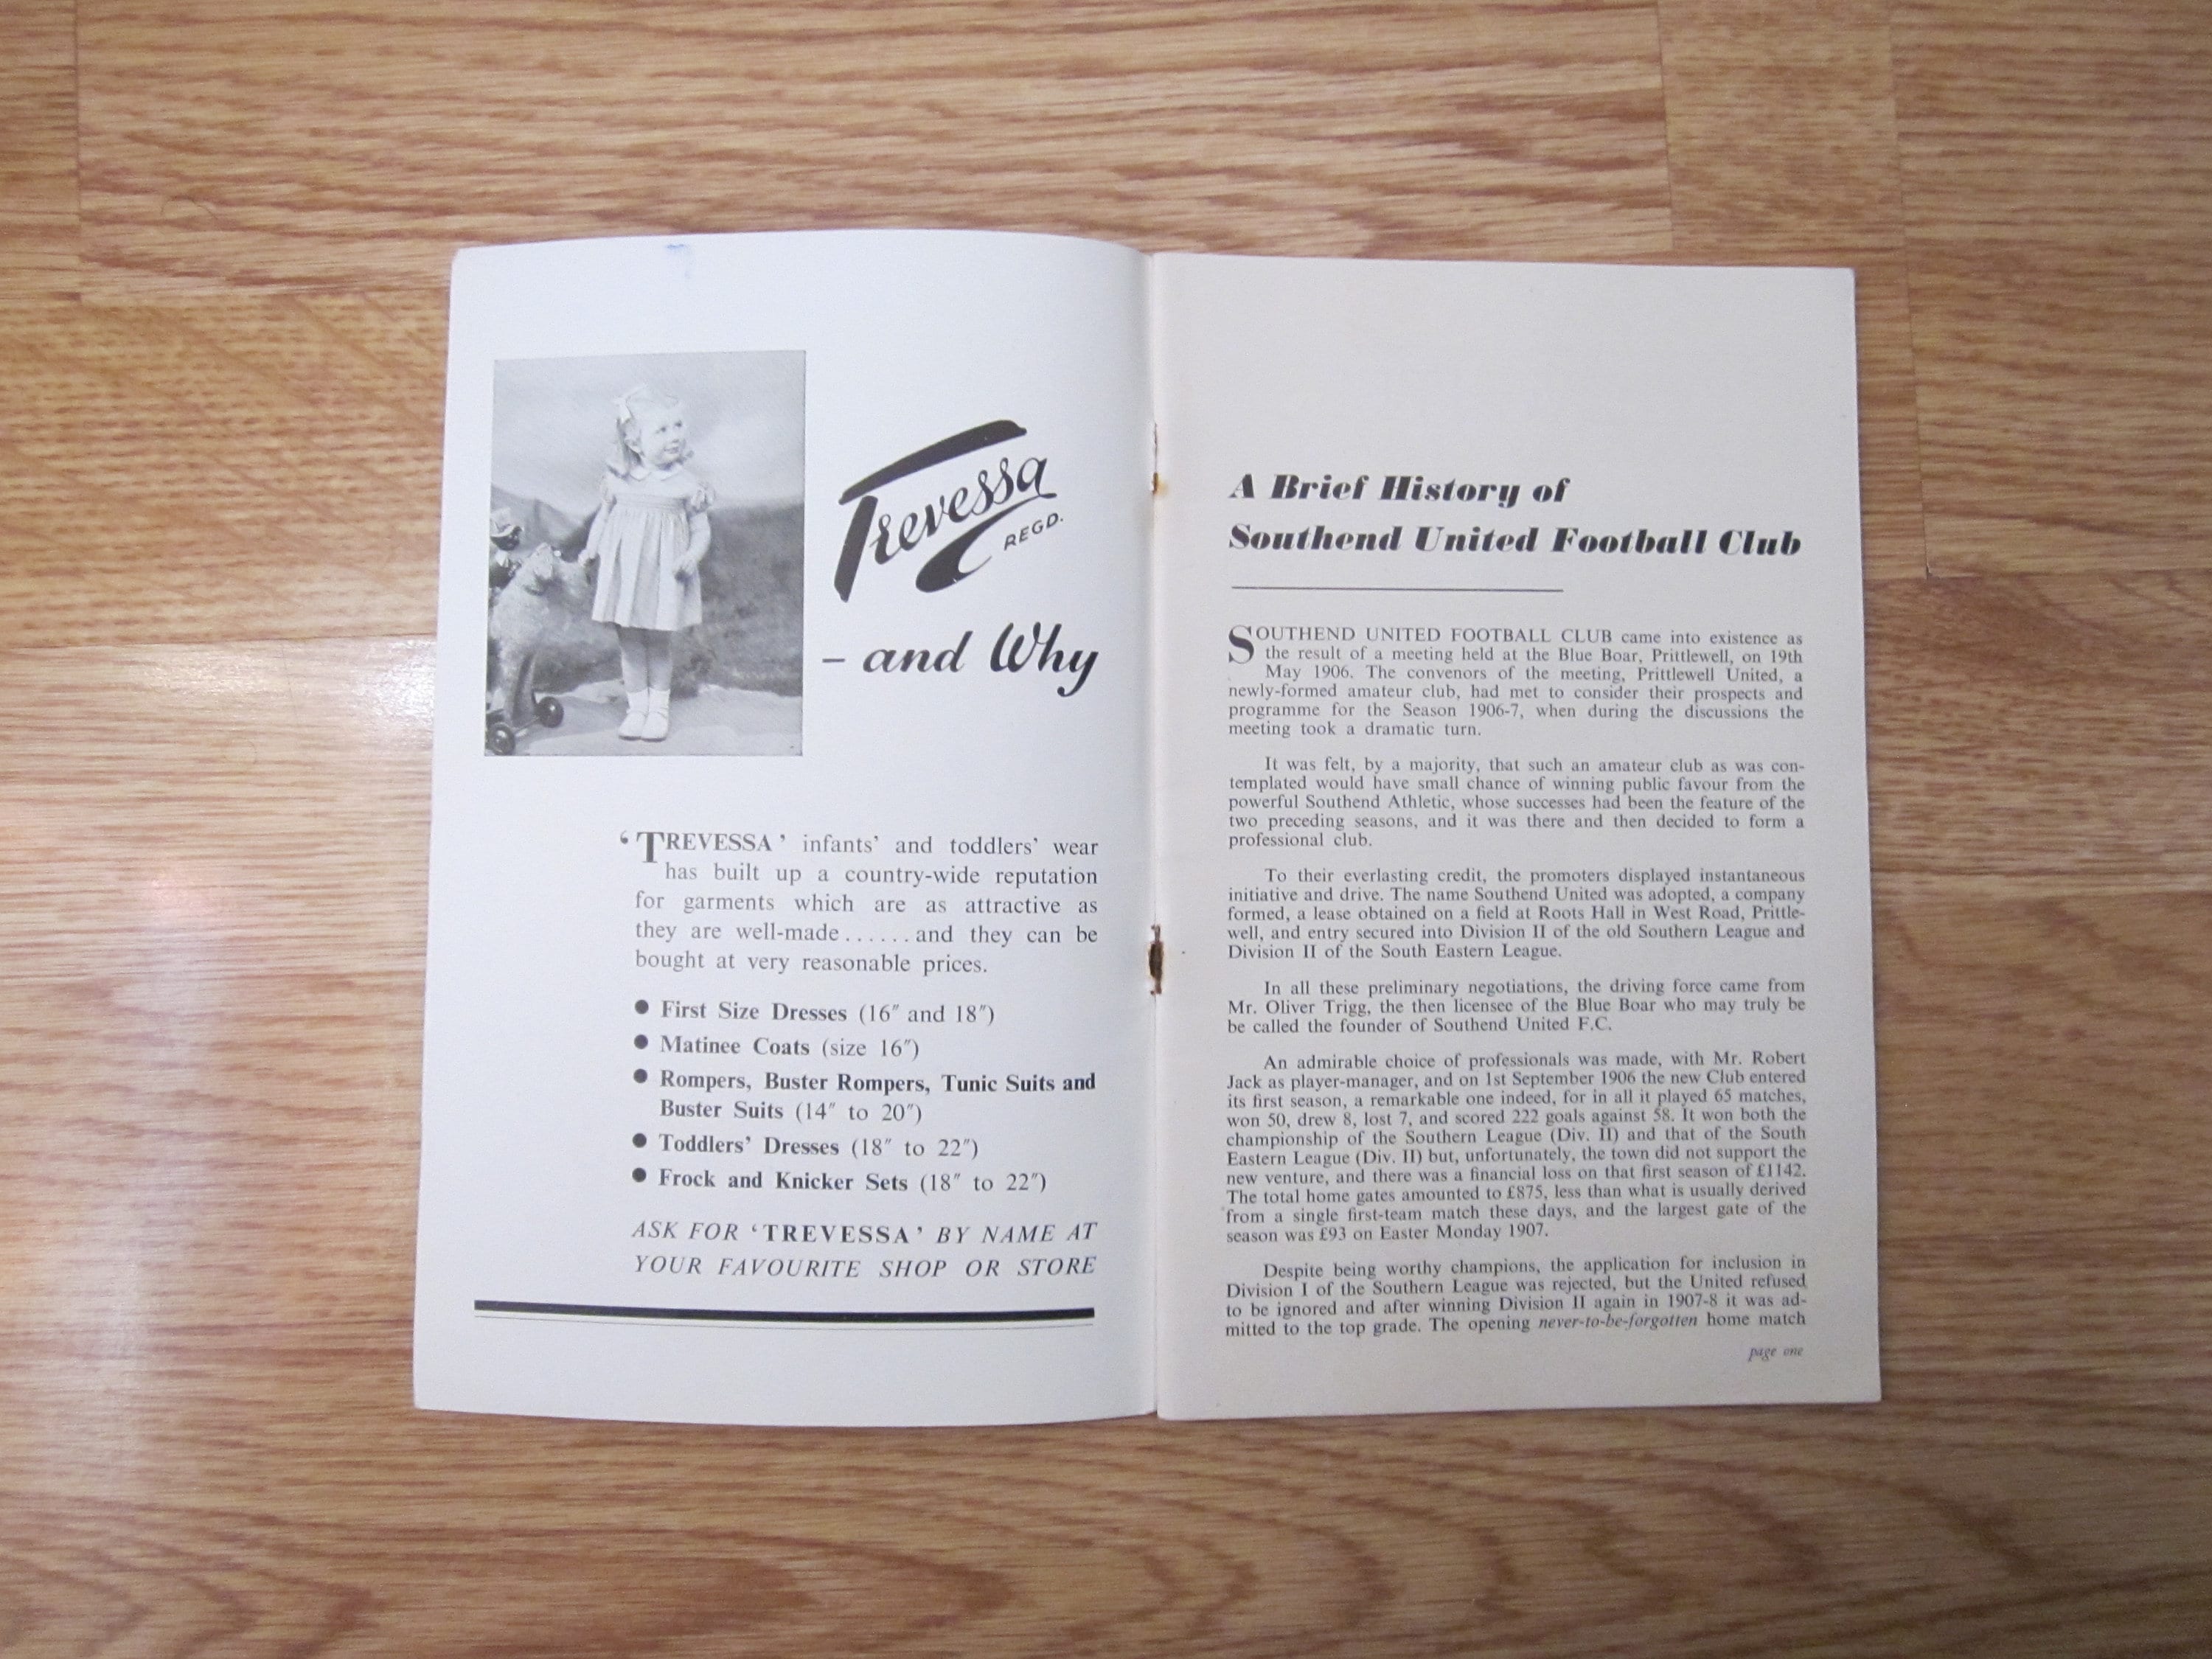 Trevessa
REGD.
– and Why
‘TREVESSA’ infants’ and toddlers’ wear
has built up a country-wide reputation
for garments which are as attractive as
they are well-made......and they can be
bought at very reasonable prices.
● First Size Dresses (16″ and 18″)
● Matinee Coats (size 16″)
● Rompers, Buster Rompers, Tunic Suits and
Buster Suits (14″ to 20″)
● Toddlers’ Dresses (18″ to 22″)
● Frock and Knicker Sets (18″ to 22″)
ASK FOR ‘TREVESSA’ BY NAME AT
YOUR FAVOURITE SHOP OR STORE
A Brief History of
Southend United Football Club
SOUTHEND UNITED FOOTBALL CLUB came into existence as
the result of a meeting held at the Blue Boar, Prittlewell, on 19th
May 1906. The convenors of the meeting, Prittlewell United, a
newly-formed amateur club, had met to consider their prospects and
programme for the Season 1906-7, when during the discussions the
meeting took a dramatic turn.
It was felt, by a majority, that such an amateur club as was con-
templated would have small chance of winning public favour from the
powerful Southend Athletic, whose successes had been the feature of the
two preceding seasons, and it was there and then decided to form a
professional club.
To their everlasting credit, the promoters displayed instantaneous
initiative and drive. The name Southend United was adopted, a company
formed, a lease obtained on a field at Roots Hall in West Road, Prittle-
well, and entry secured into Division II of the old Southern League and
Division II of the South Eastern League.
In all these preliminary negotiations, the driving force came from
Mr. Oliver Trigg, the then licensee of the Blue Boar who may truly be
be called the founder of Southend United F.C.
An admirable choice of professionals was made, with Mr. Robert
Jack as player-manager, and on 1st September 1906 the new Club entered
its first season, a remarkable one indeed, for in all it played 65 matches,
won 50, drew 8, lost 7, and scored 222 goals against 58. It won both the
championship of the Southern League (Div. II) and that of the South
Eastern League (Div. II) but, unfortunately, the town did not support the
new venture, and there was a financial loss on that first season of £1142.
The total home gates amounted to £875, less than what is usually derived
from a single first-team match these days, and the largest gate of the
season was £93 on Easter Monday 1907.
Despite being worthy champions, the application for inclusion in
Division I of the Southern League was rejected, but the United refused
to be ignored and after winning Division II again in 1907-8 it was ad-
mitted to the top grade. The opening never-to-be-forgotten home match
page one